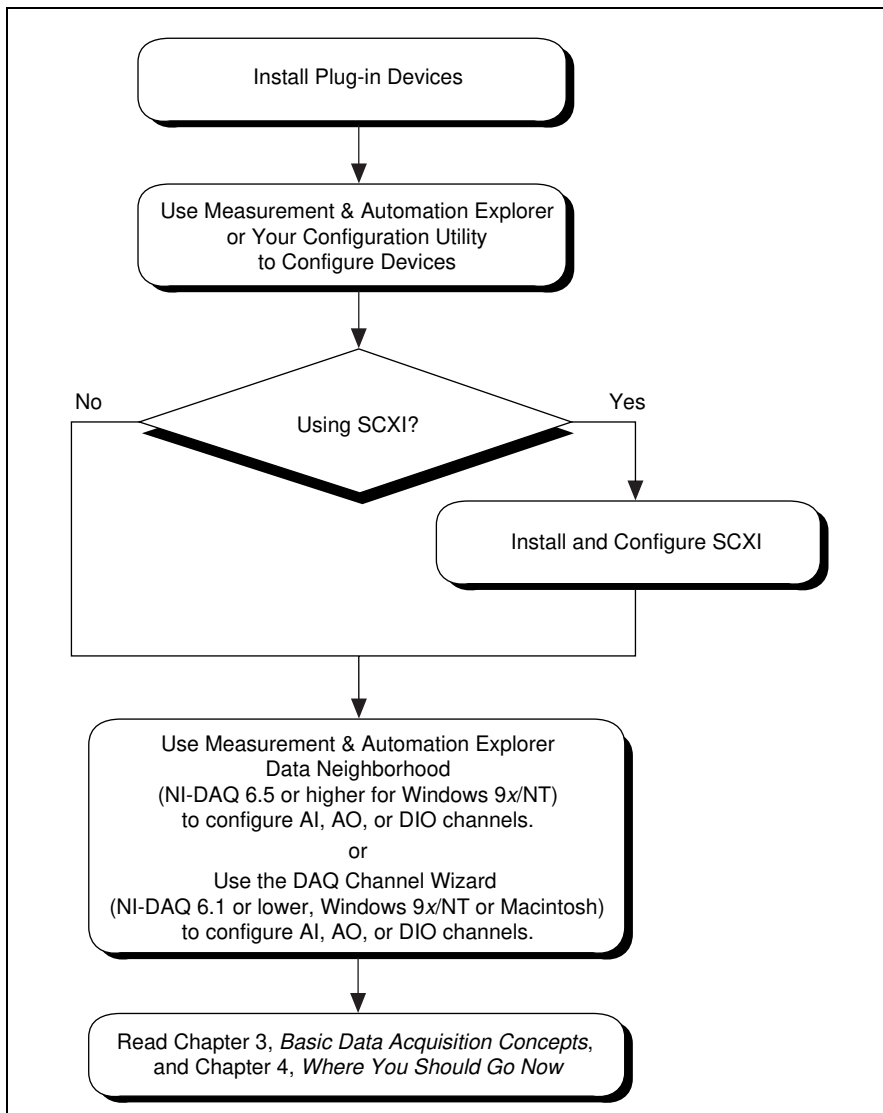 Install Plug-in Devices
Use Measurement & Automation Explorer
or Your Configuration Utility
to Configure Devices
No
Yes
Using SCXI?
Install and Configure SCXI
Use Measurement & Automation Explorer
Data Neighborhood
(NI-DAQ 6.5 or higher for Windows 9x/NT)
to configure AI, AO, or DIO channels.
or
Use the DAQ Channel Wizard
(NI-DAQ 6.1 or lower, Windows 9x/NT or Macintosh)
to configure AI, AO, or DIO channels.
Read Chapter 3, Basic Data Acquisition Concepts,
and Chapter 4, Where You Should Go Now